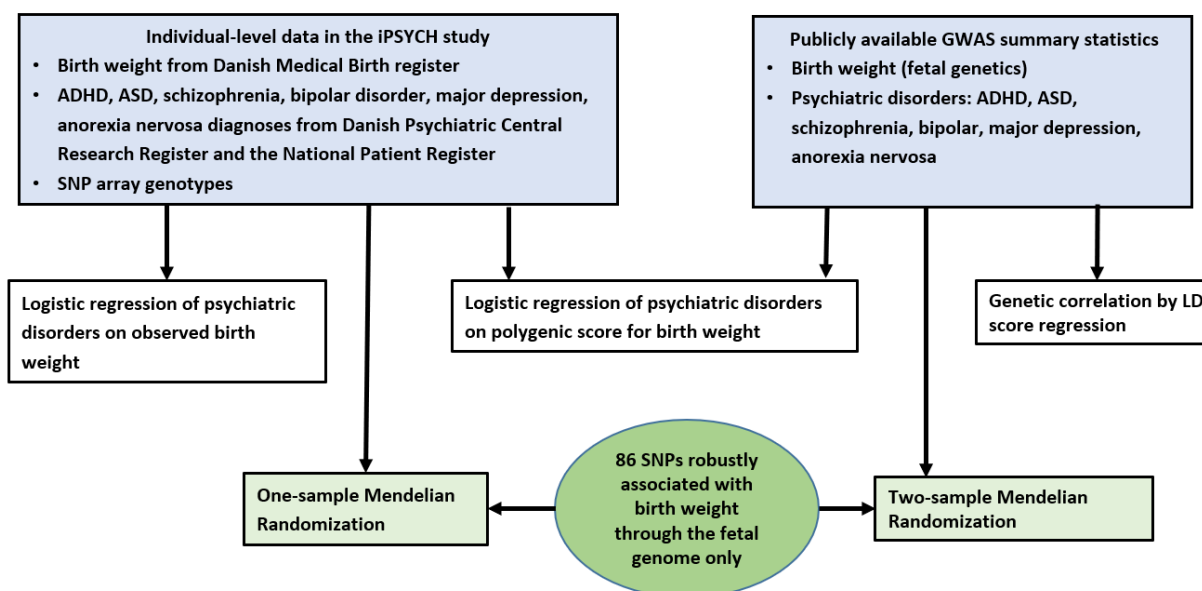 Individual-level data in the iPSYCH study
• Birth weight from Danish Medical Birth register
• ADHD, ASD, schizophrenia, bipolar disorder, major depression,
anorexia nervosa diagnoses from Danish Psychiatric Central
Research Register and the National Patient Register
• SNP array genotypes
Publicly available GWAS summary statistics
• Birth weight (fetal genetics)
• Psychiatric disorders: ADHD, ASD,
schizophrenia, bipolar, major depression,
anorexia nervosa
Logistic regression of psychiatric
disorders on observed birth
weight
Logistic regression of psychiatric disorders
on polygenic score for birth weight
Genetic correlation by LD
score regression
One-sample Mendelian
Randomization
86 SNPs robustly
associated with
birth weight
through the fetal
genome only
Two-sample Mendelian
Randomization